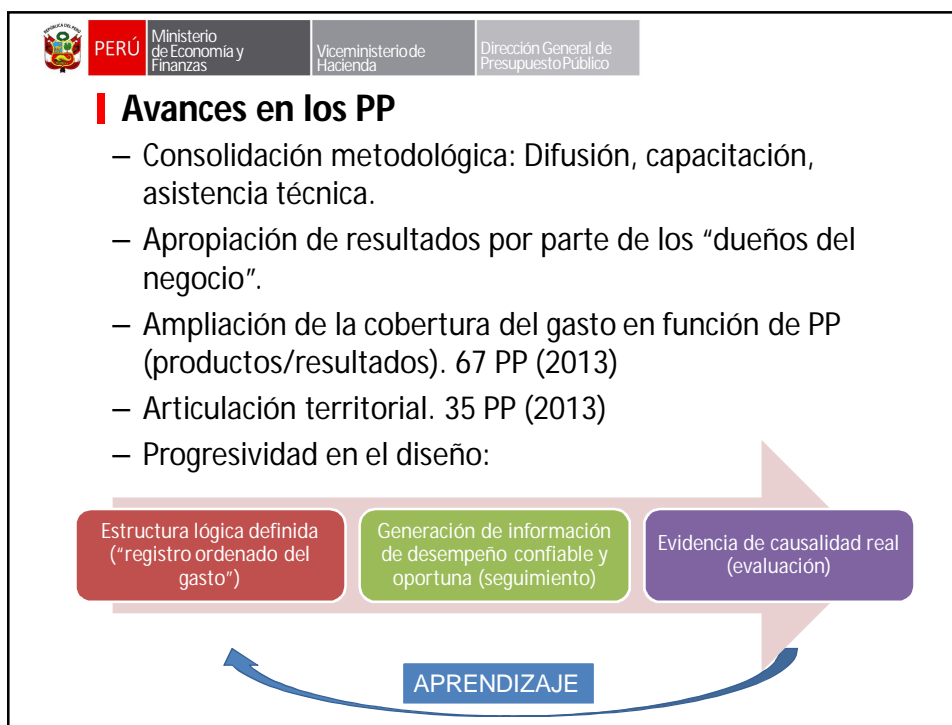 PERÚ
Ministerio
de Economía y
Finanzas
Viceministerio de
Hacienda
Dirección General de
Presupuesto Público
Avances en los PP
– Consolidación metodológica: Difusión, capacitación,
asistencia técnica.
– Apropiación de resultados por parte de los "dueños del
negocio".
– Ampliación de la cobertura del gasto en función de PP
(productos/resultados). 67 PP (2013)
– Articulación territorial. 35 PP (2013)
– Progresividad en el diseño:
Estructura lógica definida
("registro ordenado del
gasto")
Generación de información
de desempeño confiable y
oportuna (seguimiento)
Evidencia de causalidad real
(evaluación)
APRENDIZAJE